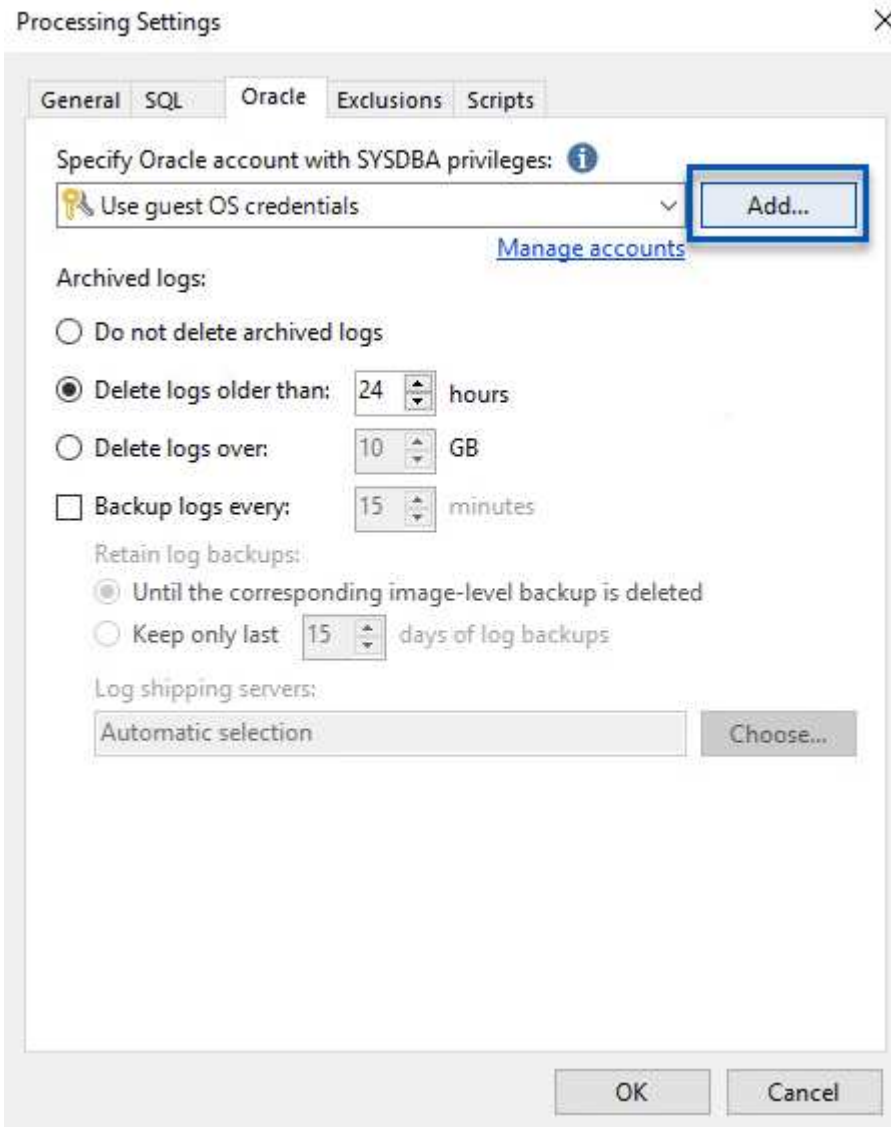 Processing Settings
General SQL Oracle Exclusions Scripts
Specify Oracle account with SYSDBA privileges:
Use guest OS credentials Add...
Manage accounts
Archived logs:
Do not delete archived logs
Delete logs older than: 24 hours
Delete logs over: 10 GB
Backup logs every: 15 minutes
Retain log backups:
Until the corresponding image-level backup is deleted
Keep only last 15 days of log backups
Log shipping servers:
Automatic selection Choose...
OK Cancel